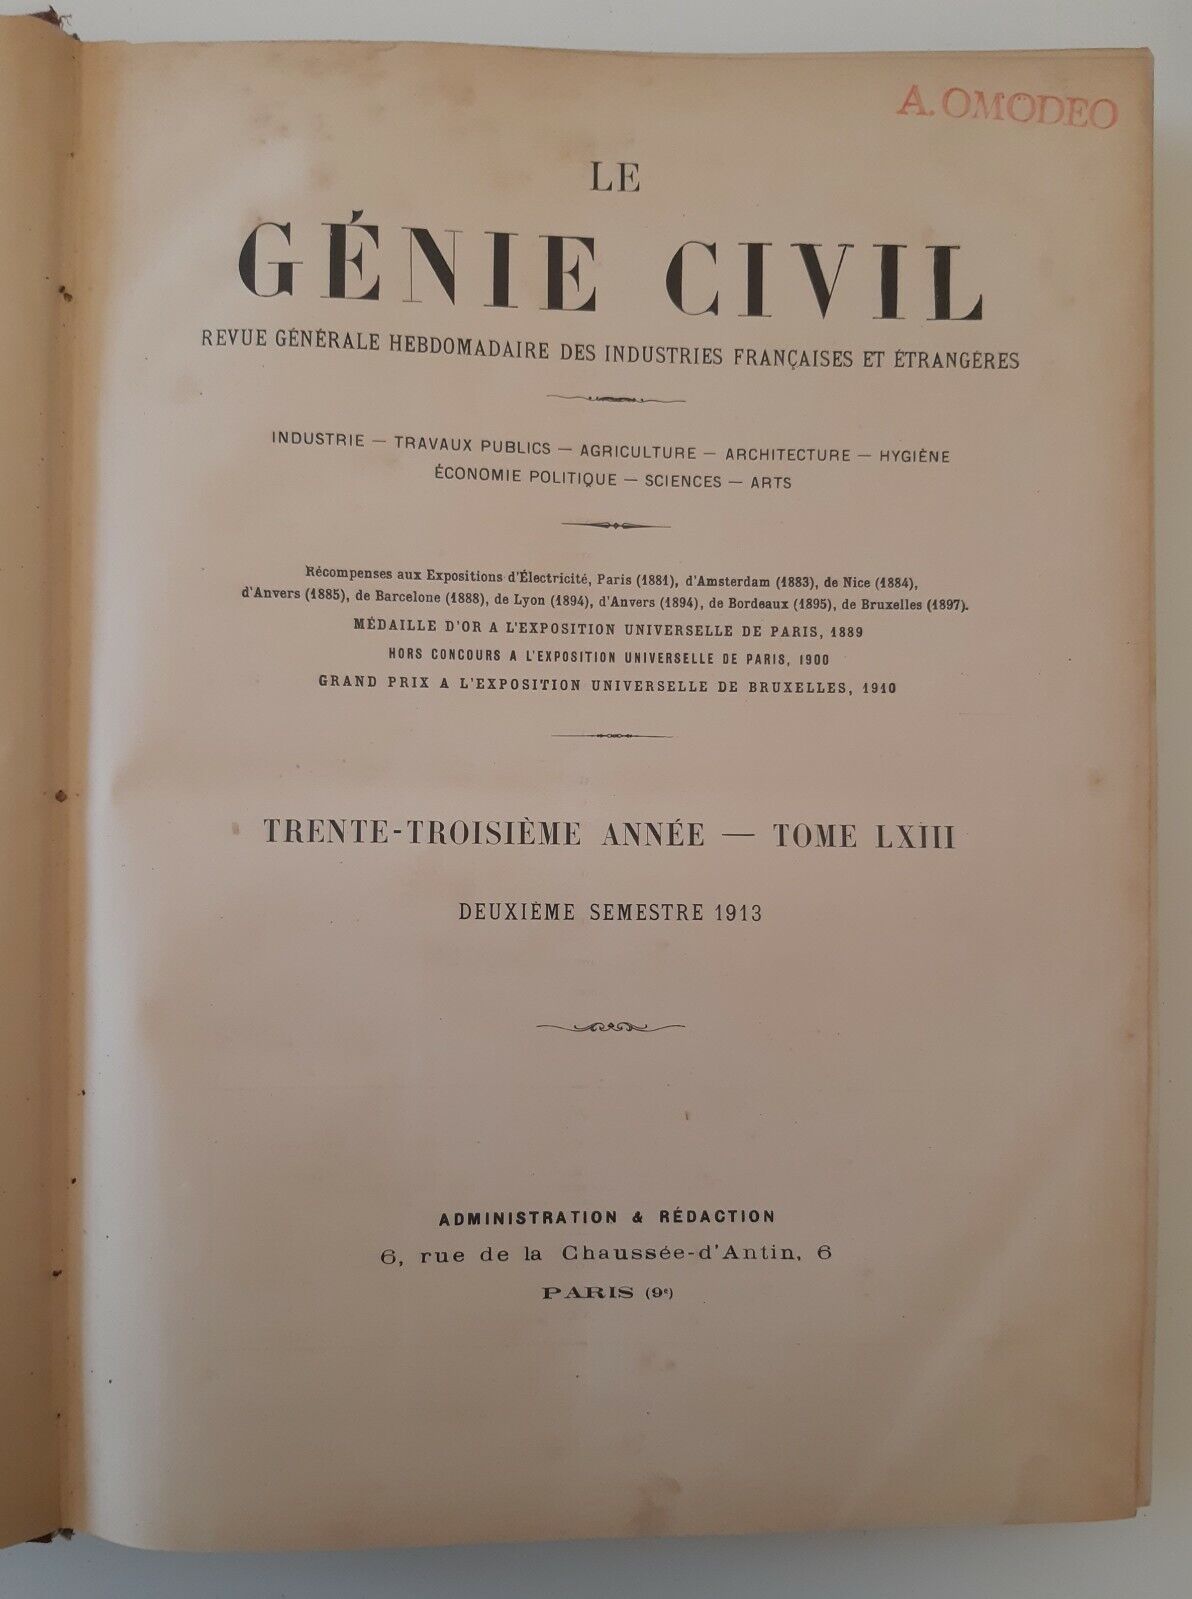 A. OMODEO
LE
GÉNIE CIVIL
REVUE GÉNÉRALE HEBDOMADAIRE DES INDUSTRIES FRANÇAISES ET ÉTRANGÈRES
INDUSTRIE — TRAVAUX PUBLICS — AGRICULTURE — ARCHITECTURE — HYGIÈNE
ÉCONOMIE POLITIQUE — SCIENCES — ARTS
Récompenses aux Expositions d'Électricité, Paris (1881), d'Amsterdam (1883), de Nice (1884),
d'Anvers (1885), de Barcelone (1888), de Lyon (1894), d'Anvers (1894), de Bordeaux (1895), de Bruxelles (1897).
MÉDAILLE D'OR A L'EXPOSITION UNIVERSELLE DE PARIS, 1889
HORS CONCOURS A L'EXPOSITION UNIVERSELLE DE PARIS, 1900
GRAND PRIX A L'EXPOSITION UNIVERSELLE DE BRUXELLES, 1910
TRENTE-TROISIÈME ANNÉE — TOME LXIII
DEUXIÈME SEMESTRE 1913
ADMINISTRATION & RÉDACTION
6, rue de la Chaussée-d'Antin, 6
PARIS (9e)